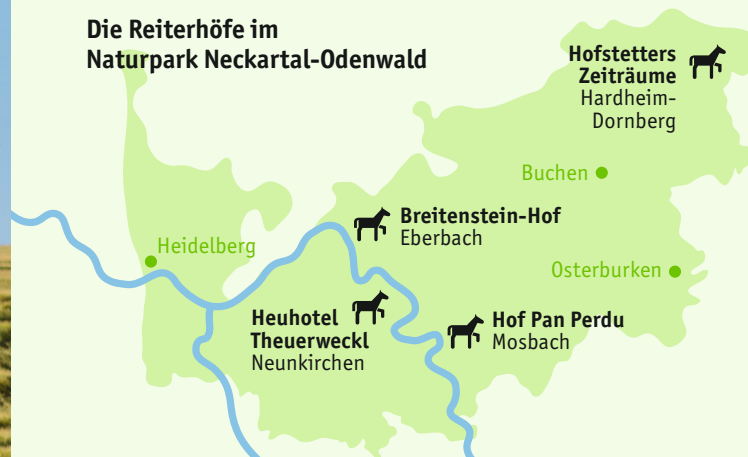 Die Reiterhöfe im
Naturpark Neckartal-Odenwald
Hofstetters
Zeiträume
Hardheim-
Dornberg
Buchen
Breitenstein-Hof
Eberbach
Heidelberg
Osterburken
Heuhotel
Theuerweckl
Neunkirchen
Hof Pan Perdu
Mosbach